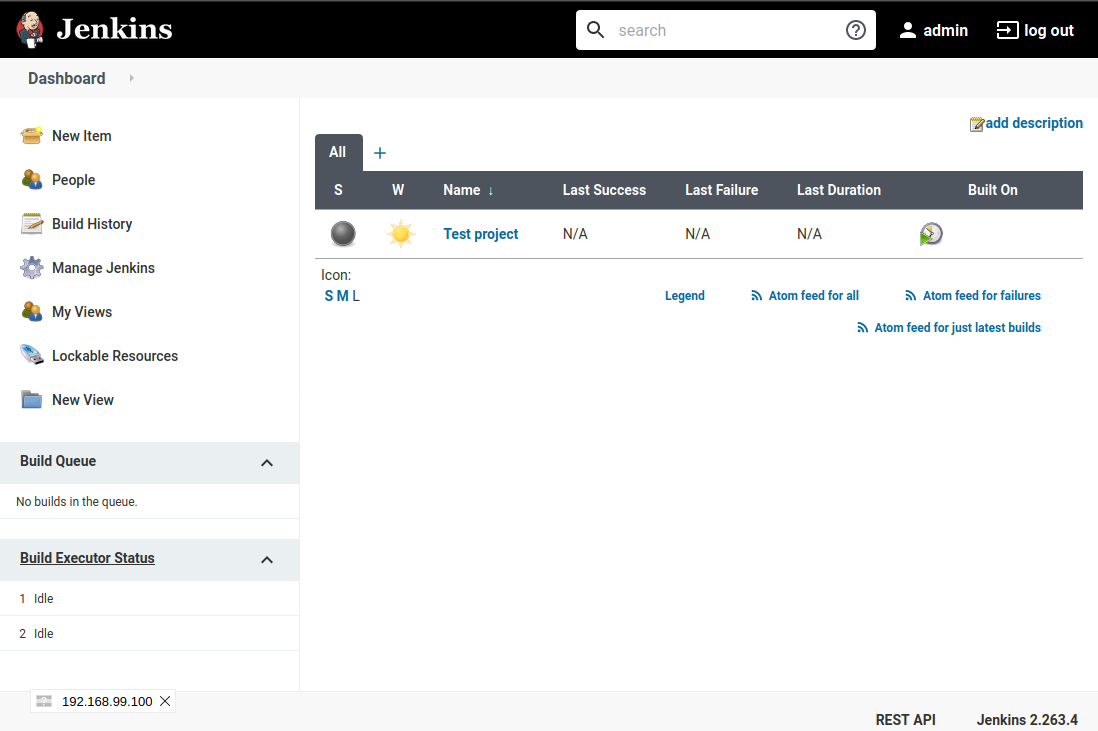 Jenkins
search
admin
log out
Dashboard
New Item
People
Build History
Manage Jenkins
My Views
Lockable Resources
New View
Build Queue
No builds in the queue.
Build Executor Status
1 Idle
2 Idle
add description
All +
S W Name ↓ Last Success Last Failure Last Duration Built On
Test project N/A N/A N/A
Icon:
S M L
Legend Atom feed for all Atom feed for failures
Atom feed for just latest builds
192.168.99.100
REST API Jenkins 2.263.4